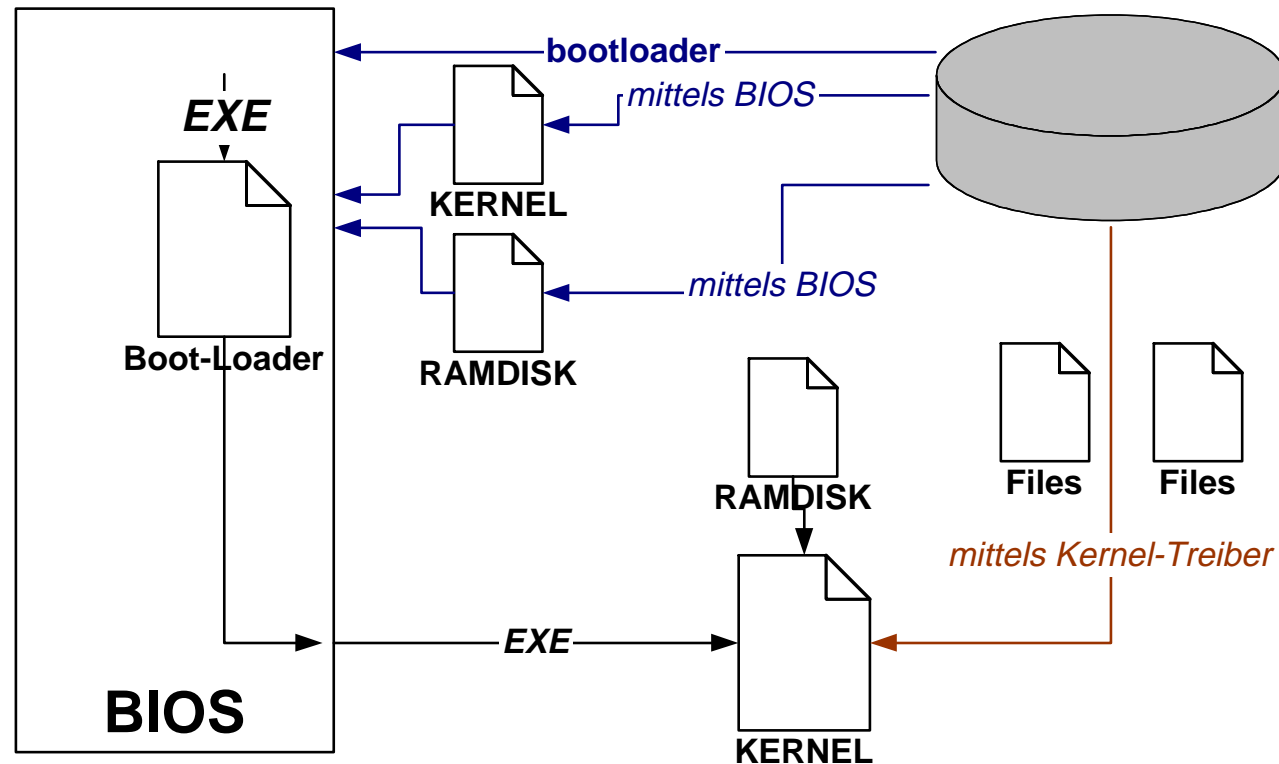 bootloader
mittels BIOS
EXE
KERNEL
mittels BIOS
Boot-Loader
RAMDISK
RAMDISK
Files
Files
mittels Kernel-Treiber
EXE
BIOS
KERNEL